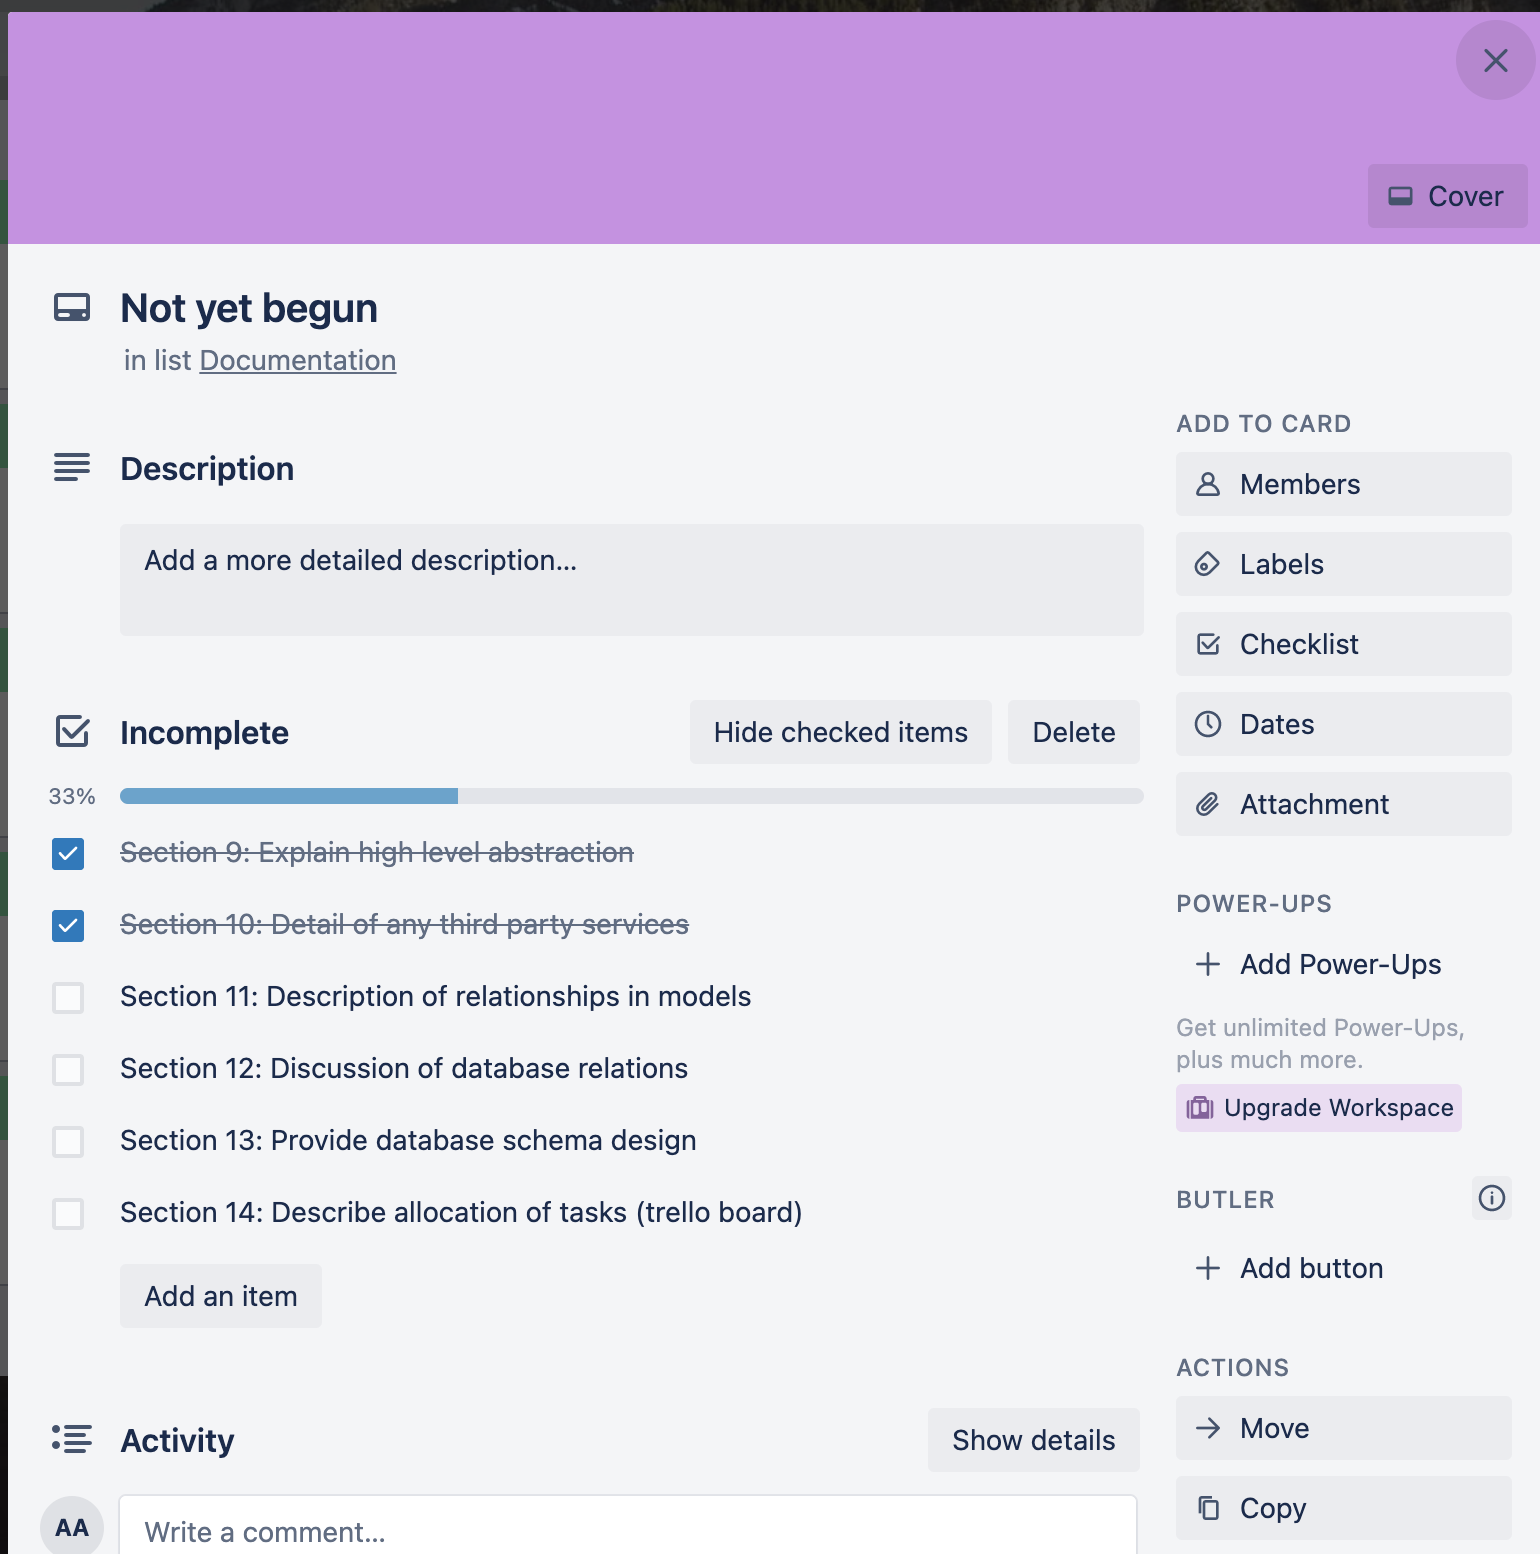 Cover
Not yet begun
in list Documentation
Description
Add a more detailed description...
Incomplete
Hide checked items
Delete
33%
Section 9: Explain high level abstraction
Section 10: Detail of any third party services
Section 11: Description of relationships in models
Section 12: Discussion of database relations
Section 13: Provide database schema design
Section 14: Describe allocation of tasks (trello board)
Add an item
Activity
Show details
AA
Write a comment...
ADD TO CARD
Members
Labels
Checklist
Dates
Attachment
POWER-UPS
Add Power-Ups
Get unlimited Power-Ups,
plus much more.
Upgrade Workspace
BUTLER
Add button
ACTIONS
Move
Copy